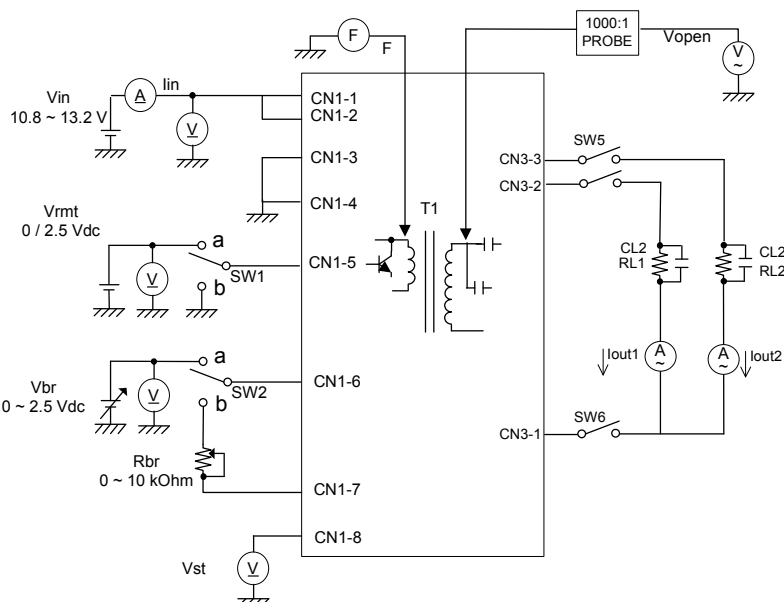 1000:1
PROBE
Vopen
V
~
F
F
Iin
A
Vin
10.8 ~ 13.2 V
V
CN1-1
CN1-2
CN1-3
CN1-4
CN3-3
CN3-2
SW5
T1
Vrmt
0 / 2.5 Vdc
a
V
SW1
b
CN1-5
CL2
RL1
CL2
RL2
Iout1
A
~
A
~
Iout2
Vbr
0 ~ 2.5 Vdc
a
V
SW2
b
CN1-6
SW6
CN3-1
Rbr
0 ~ 10 kOhm
CN1-7
CN1-8
Vst
V